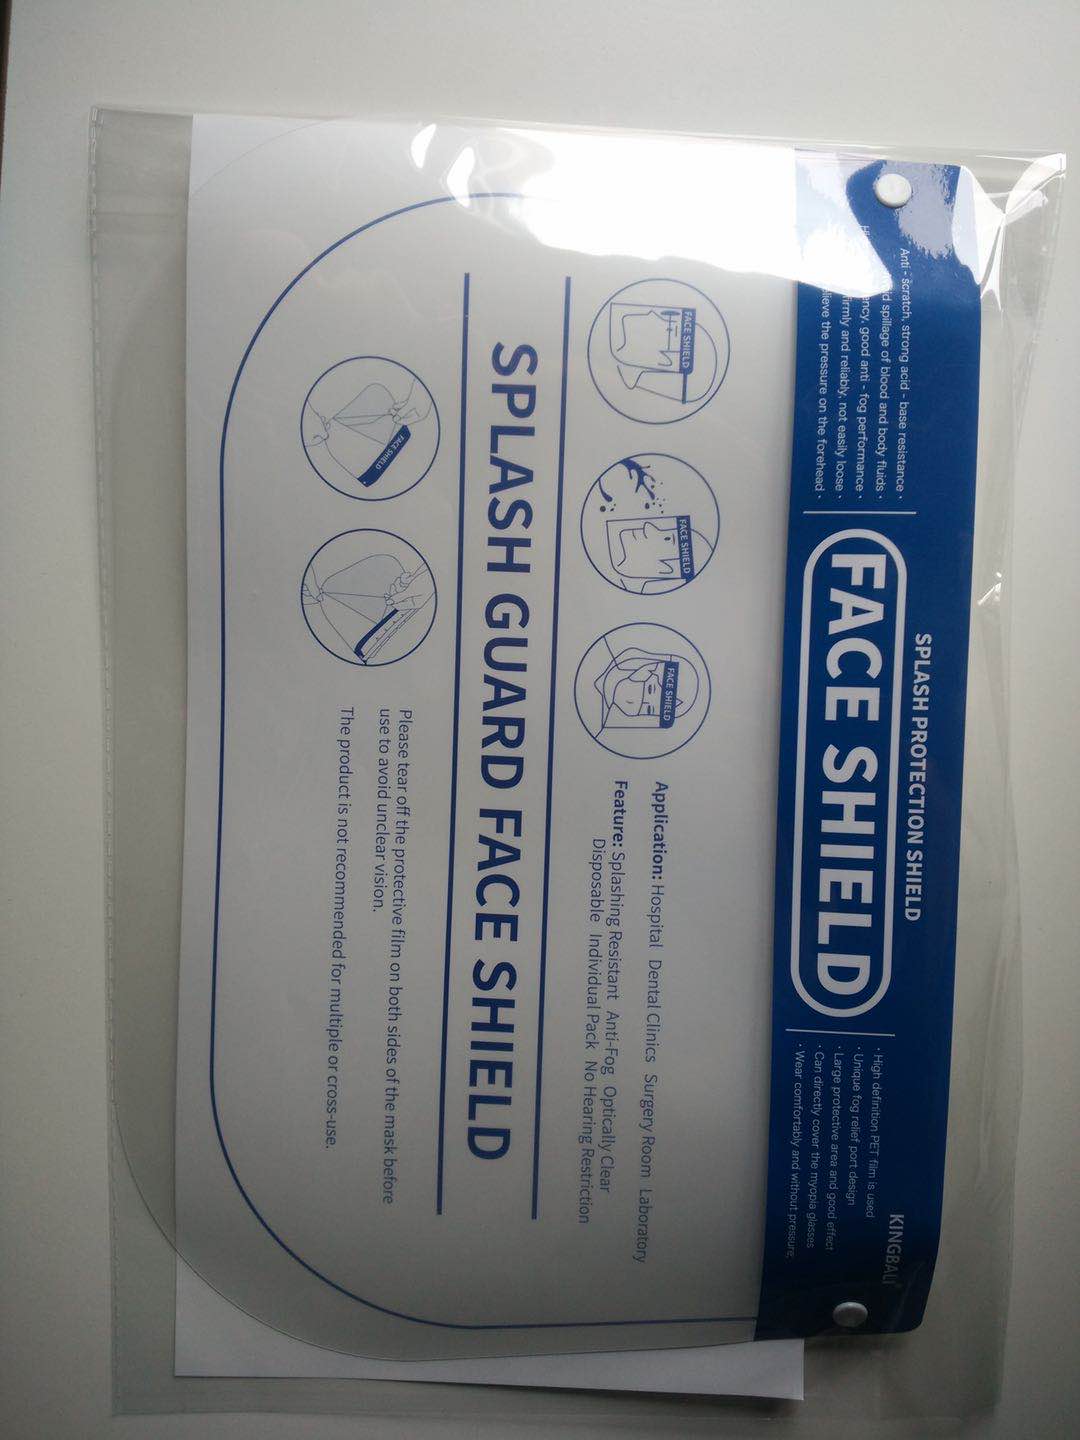 SPLASH PROTECTION SHIELD
KINGBALI
FACE SHIELD
Anti - scratch, strong acid - base resistance ·
spillage of blood and body fluids ·
good anti - fog performance ·
and reliably, not easily loose ·
the pressure on the forehead ·
· High definition PET film is used
· Unique fog relief port design
· Large protective area and good effect
· Can directly cover the myopia glasses
· Wear comfortably and without pressure;
FACE SHIELD
FACE SHIELD
FACE SHIELD
Application: Hospital Dental Clinics Surgery Room Laboratory
Feature: Splashing Resistant Anti-Fog Optically Clear
Disposable Individual Pack No Hearing Restriction
SPLASH GUARD FACE SHIELD
FACE SHIELD
Please tear off the protective film on both sides of the mask before
use to avoid unclear vision.
The product is not recommended for multiple or cross-use.